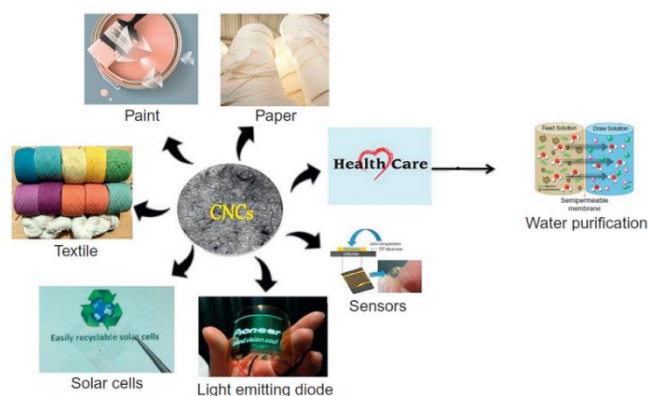 Paint
Paper
Health Care
Feed Solution
Draw Solution
Semipermeable
membrane
Water purification
CNCs
Textile
Sensors
Easily recyclable solar cells
Solar cells
Pioneer
Light emitting diode